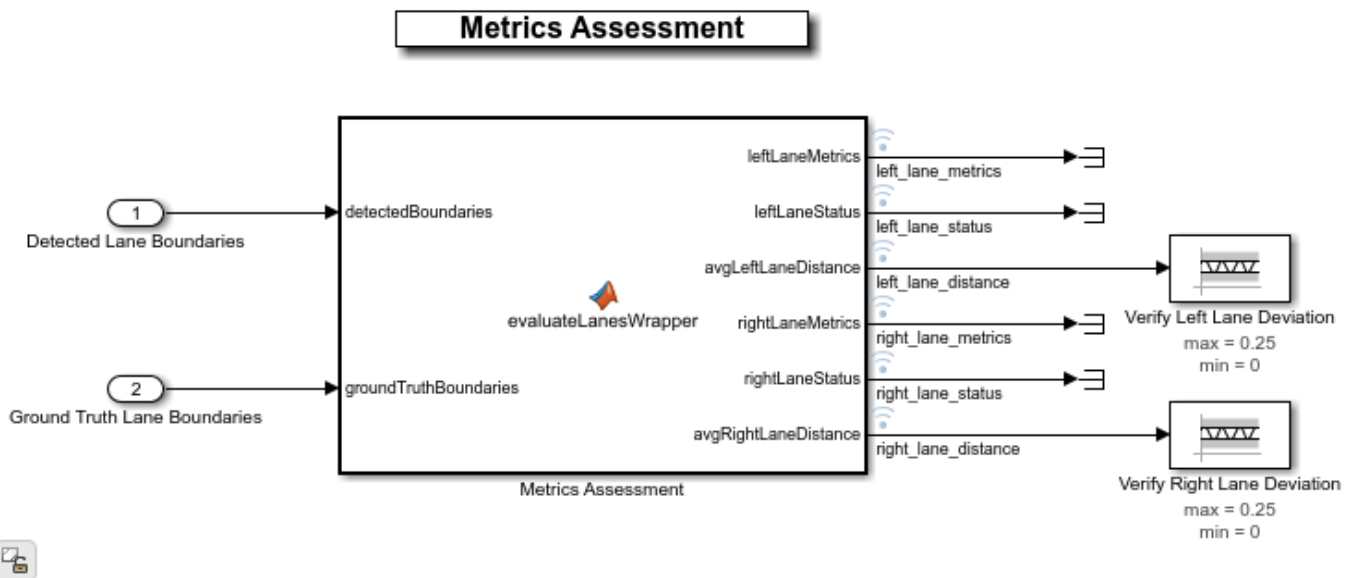 Metrics Assessment
1
Detected Lane Boundaries
2
Ground Truth Lane Boundaries
detectedBoundaries
groundTruthBoundaries
evaluateLanesWrapper
leftLaneMetrics
leftLaneStatus
avgLeftLaneDistance
rightLaneMetrics
rightLaneStatus
avgRightLaneDistance
Metrics Assessment
left_lane_metrics
left_lane_status
left_lane_distance
right_lane_metrics
right_lane_status
right_lane_distance
Verify Left Lane Deviation
max = 0.25
min = 0
Verify Right Lane Deviation
max = 0.25
min = 0